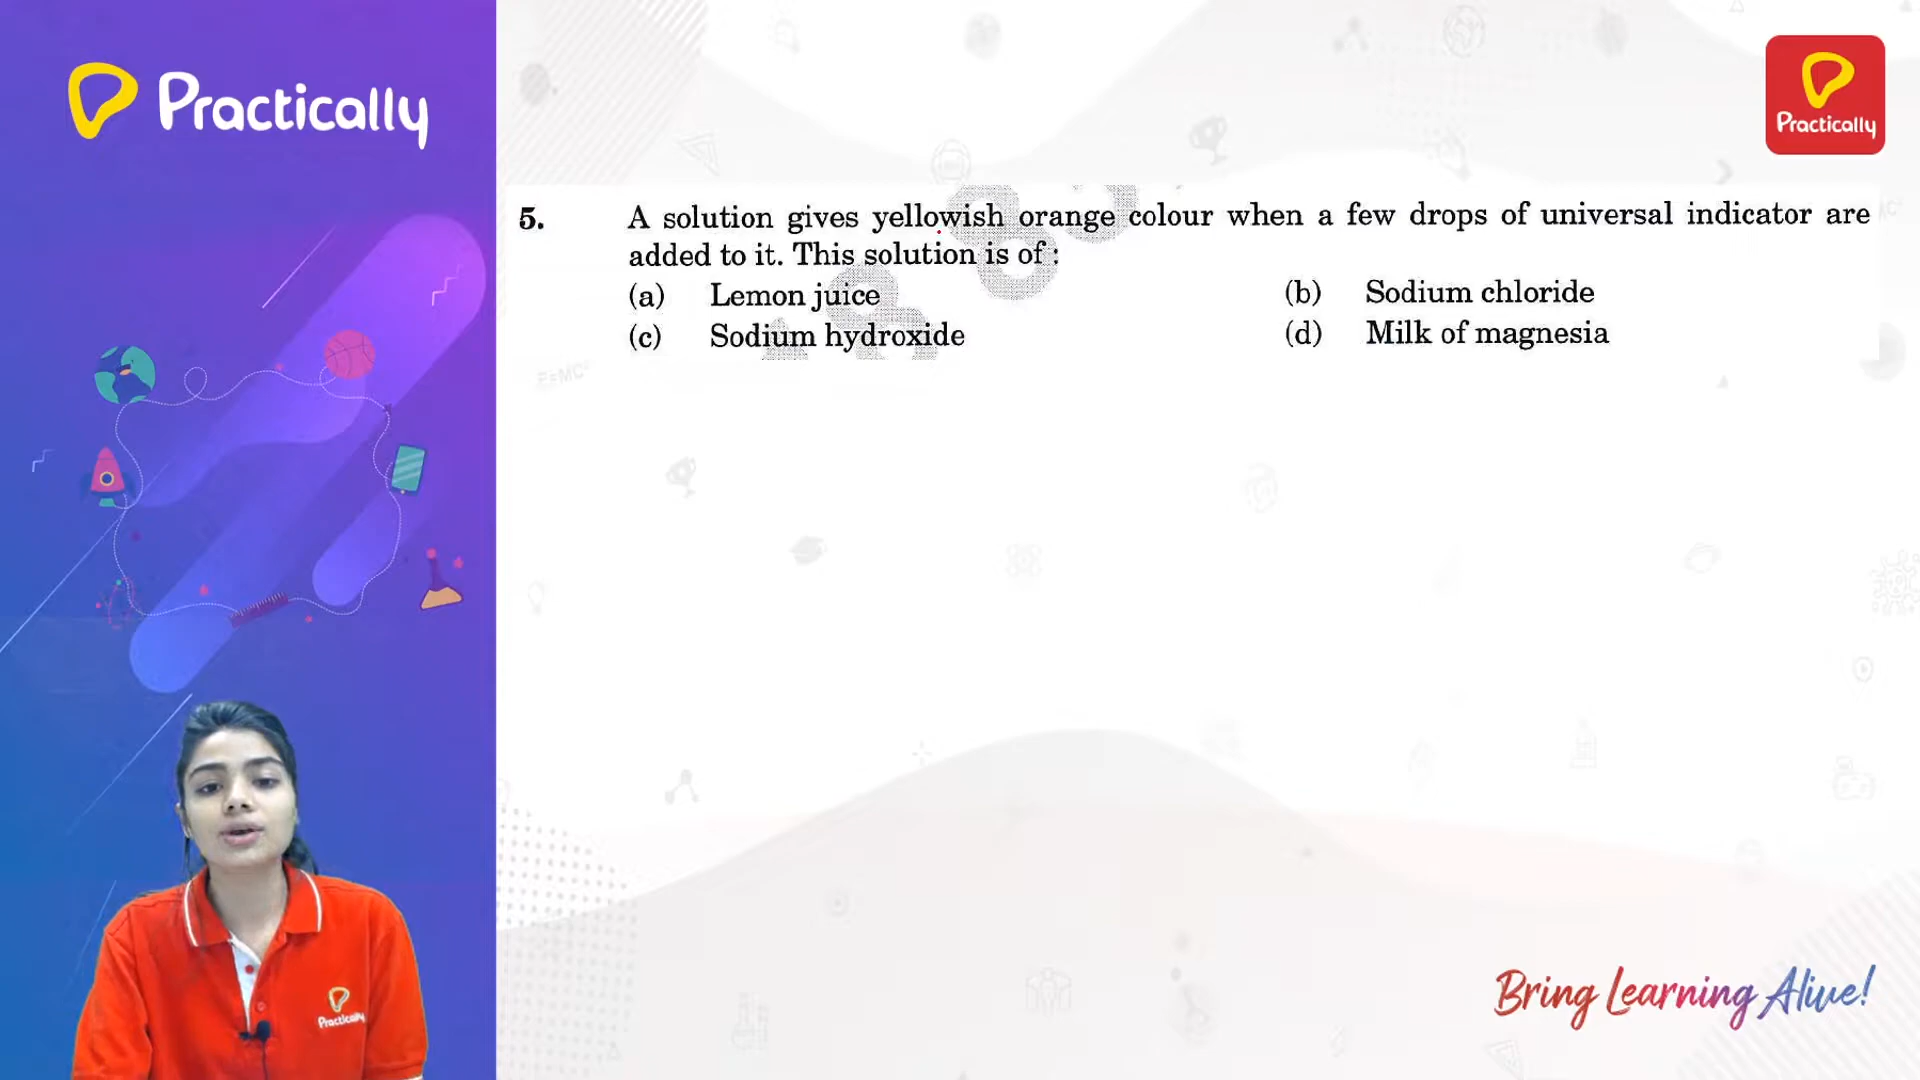 Practically
Practically
5. A solution gives yellowish orange colour when a few drops of universal indicator are
added to it. This solution is of :
(a) Lemon juice (b) Sodium chloride
(c) Sodium hydroxide (d) Milk of magnesia
E=MC²
Practically
Bring Learning Alive!